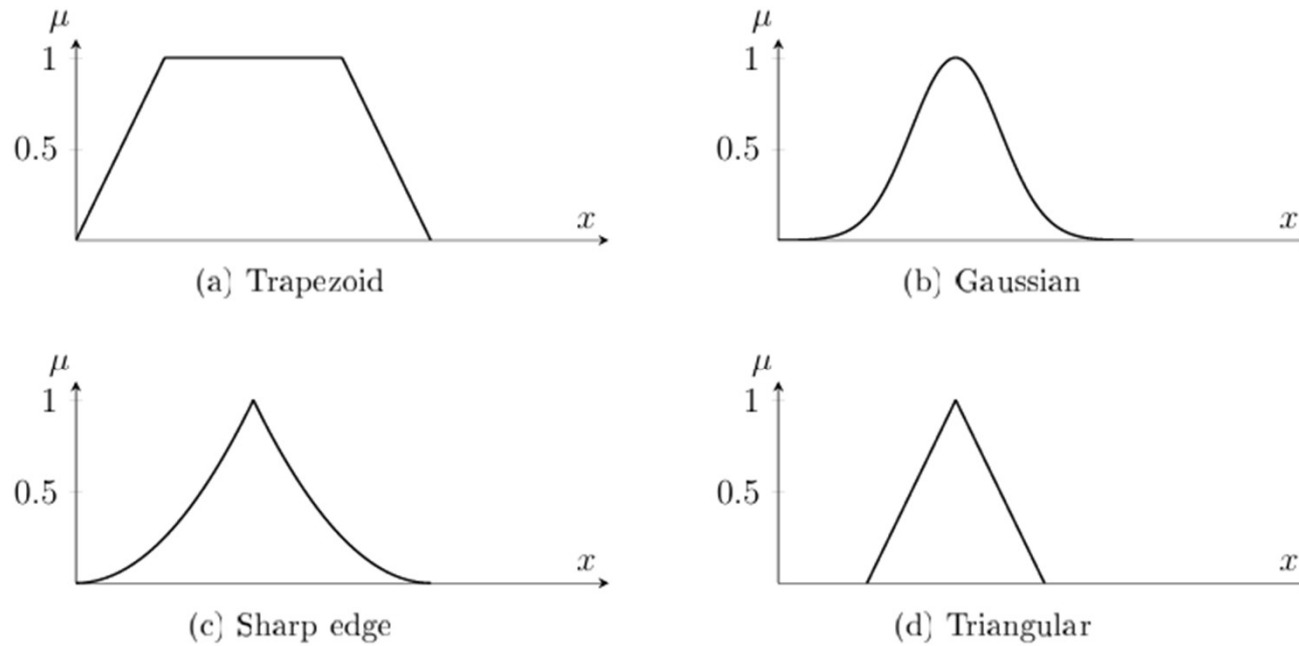 μ
1
0.5
x
(a) Trapezoid
μ
1
0.5
x
(b) Gaussian
μ
1
0.5
x
(c) Sharp edge
μ
1
0.5
x
(d) Triangular